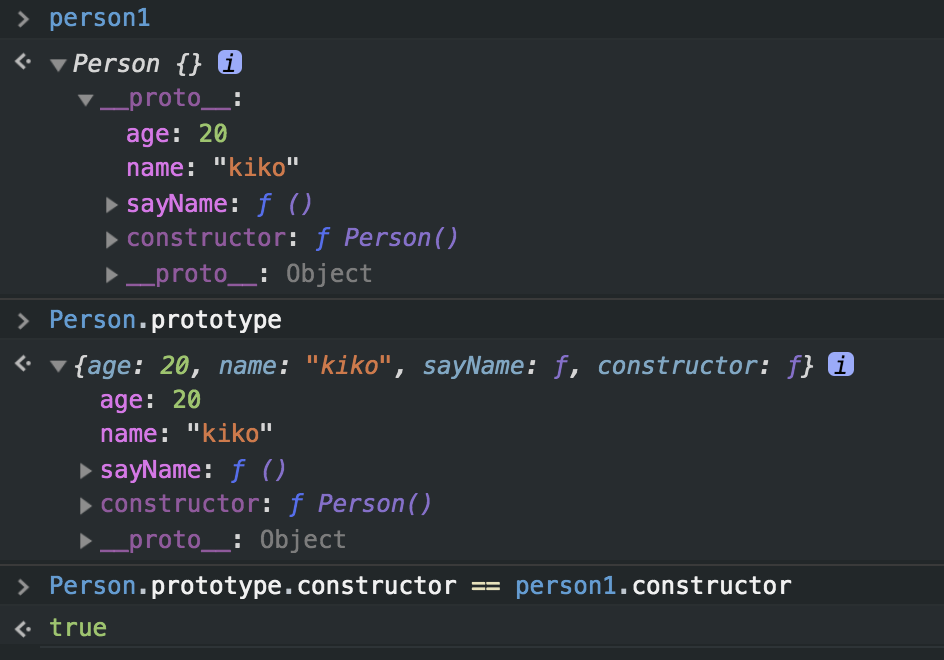 > person1
Person {} i
__proto__:
age: 20
name: "kiko"
sayName: ƒ ()
constructor: ƒ Person()
__proto__: Object
> Person.prototype
{age: 20, name: "kiko", sayName: ƒ, constructor: ƒ} i
age: 20
name: "kiko"
sayName: ƒ ()
constructor: ƒ Person()
__proto__: Object
> Person.prototype.constructor == person1.constructor
true